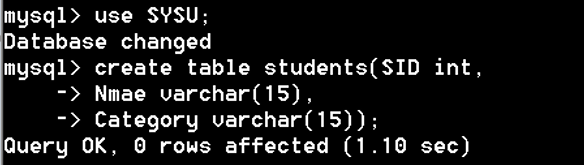 mysql> use SYSU;
Database changed
mysql> create table students(SID int,
    -> Nmae varchar(15),
    -> Category varchar(15));
Query OK, 0 rows affected (1.10 sec)